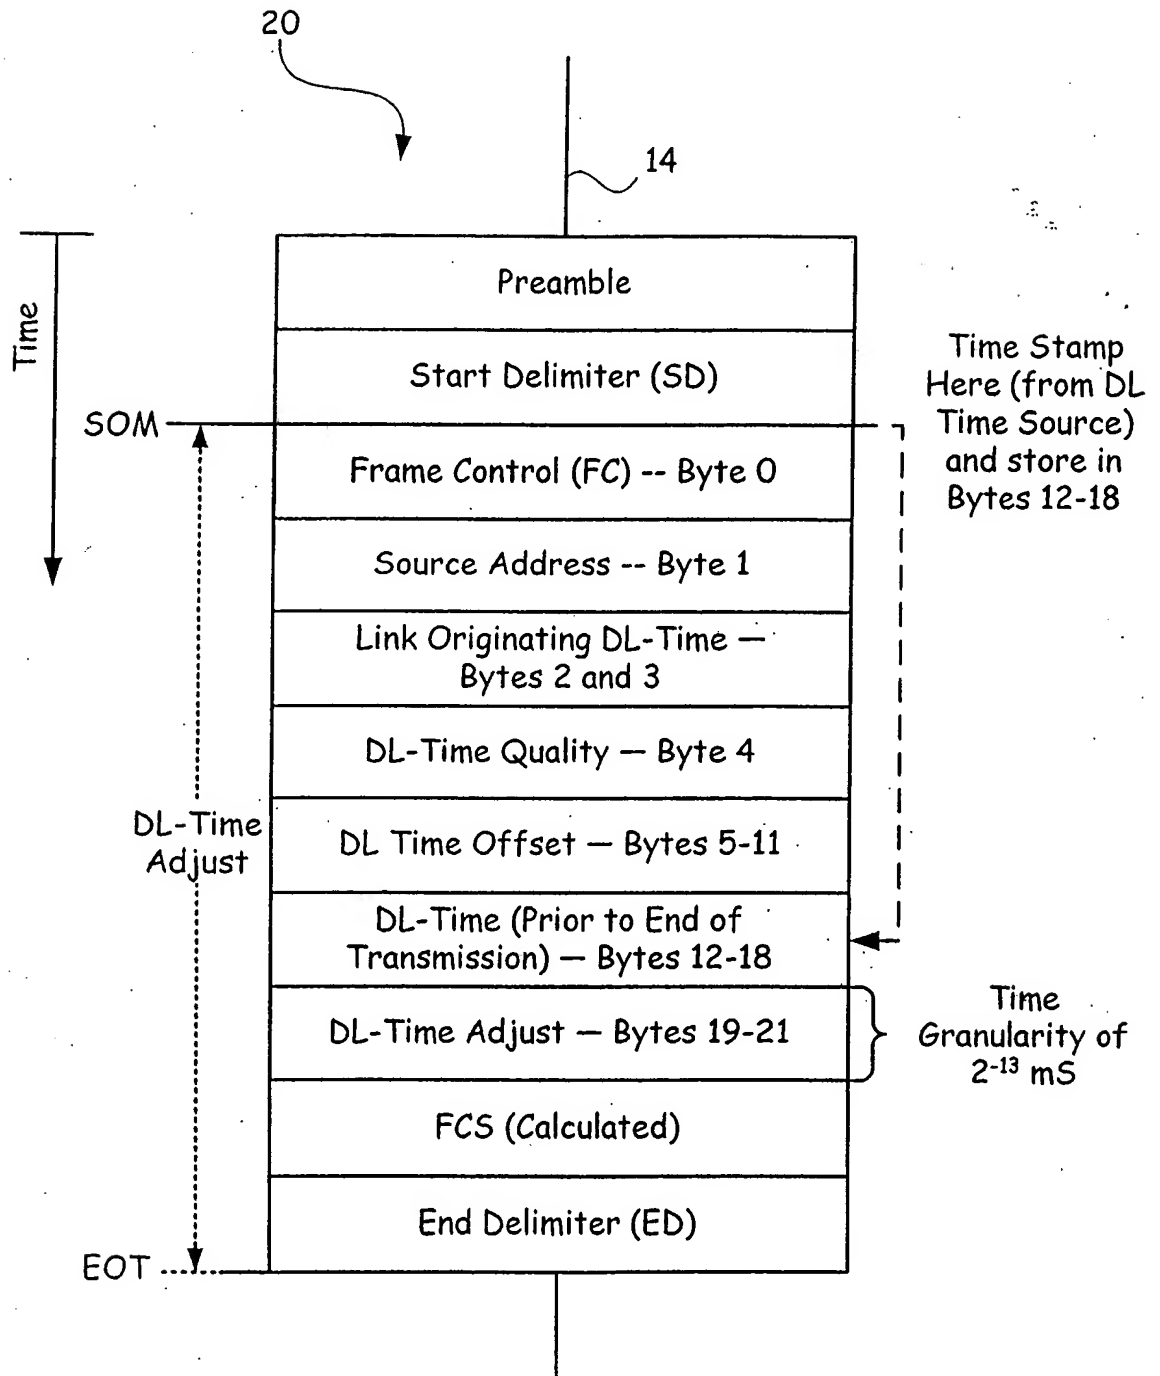 20
14
Time
Preamble
Start Delimiter (SD)
Time Stamp
Here (from DL
Time Source)
and store in
Bytes 12-18
SOM
Frame Control (FC) -- Byte 0
Source Address -- Byte 1
Link Originating DL-Time —
Bytes 2 and 3
DL-Time Quality — Byte 4
DL-Time
Adjust
DL Time Offset — Bytes 5-11
DL-Time (Prior to End of
Transmission) — Bytes 12-18
DL-Time Adjust — Bytes 19-21
Time
Granularity of
2⁻¹³ mS
FCS (Calculated)
End Delimiter (ED)
EOT